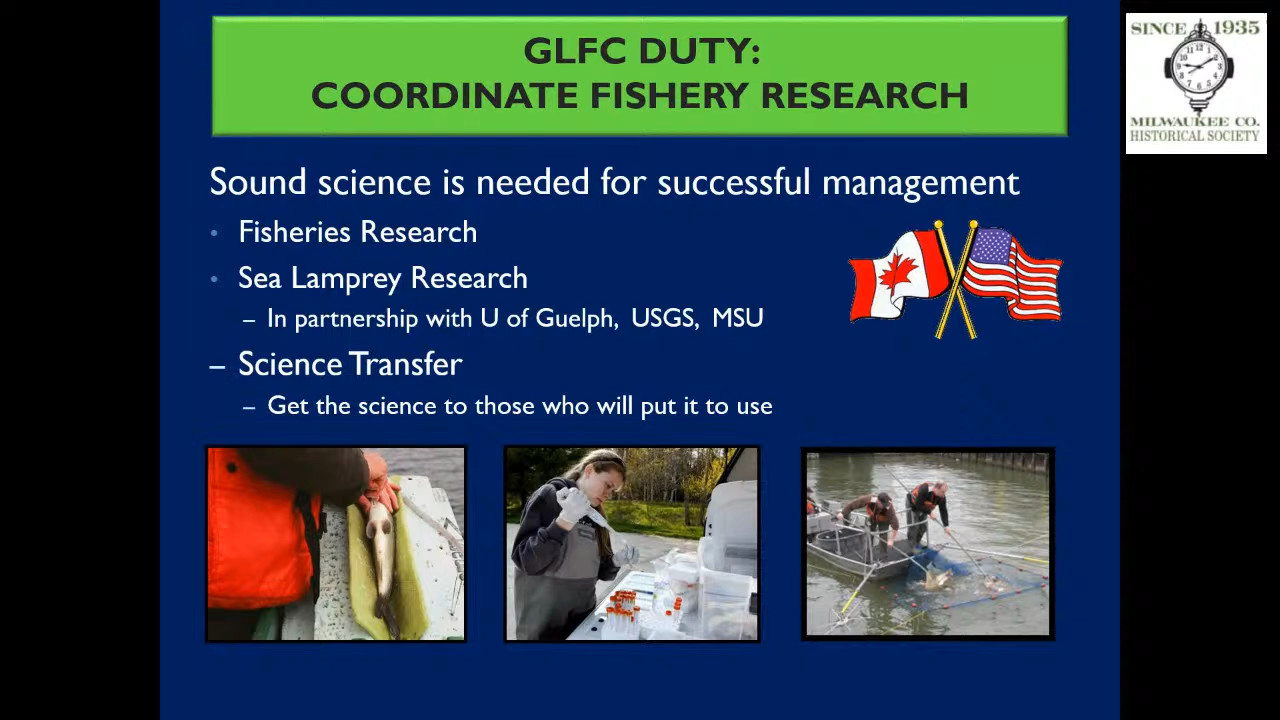 GLFC DUTY:
COORDINATE FISHERY RESEARCH
Sound science is needed for successful management
• Fisheries Research
• Sea Lamprey Research
– In partnership with U of Guelph, USGS, MSU
– Science Transfer
– Get the science to those who will put it to use
SINCE 1935
MILWAUKEE CO.
HISTORICAL SOCIETY